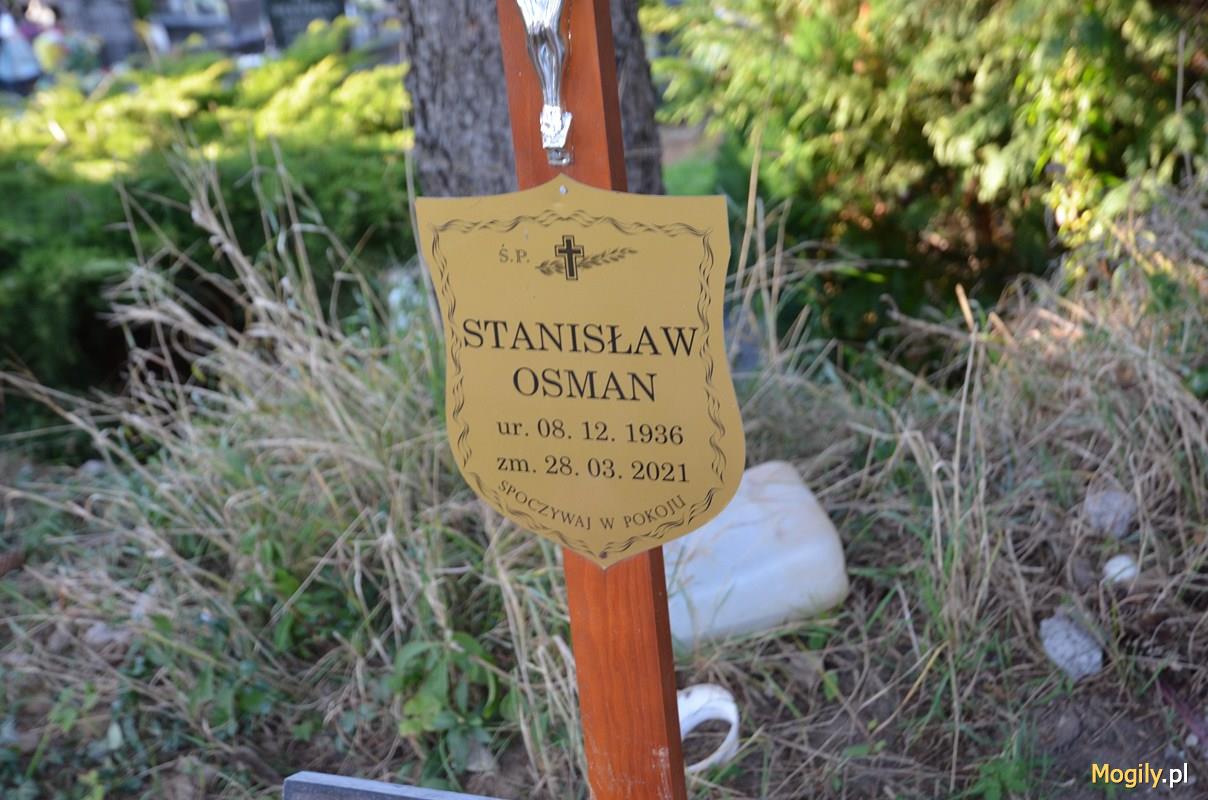 Ś.P.
STANISŁAW
OSMAN
ur. 08. 12. 1936
zm. 28. 03. 2021
SPOCZYWAJ W POKOJU
Mogily.pl